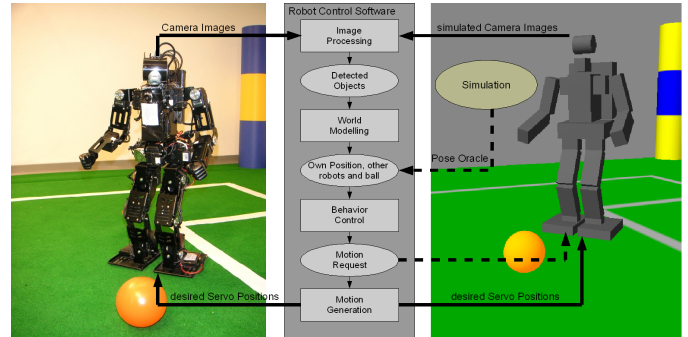 Robot Control Software
Camera Images
Image
Processing
simulated Camera Images
Detected
Objects
Simulation
World
Modelling
Pose Oracle
Own Position, other
robots and ball
Behavior
Control
Motion
Request
desired Servo Positions
Motion
Generation
desired Servo Positions